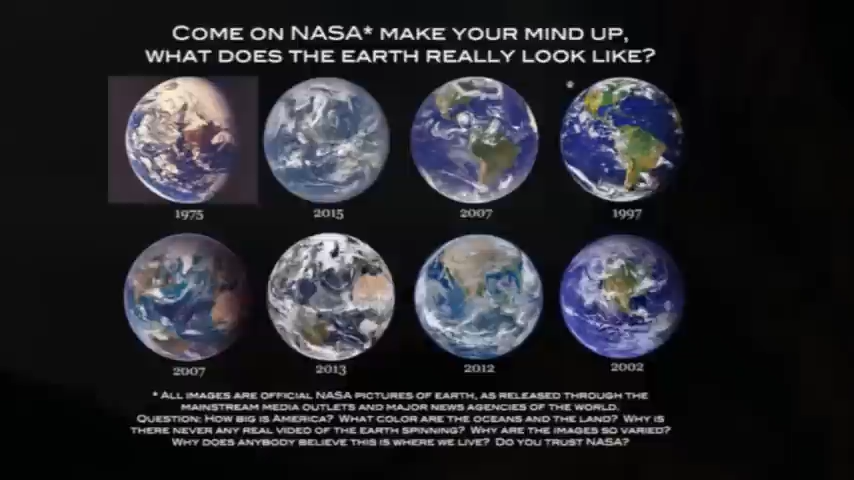 COME ON NASA* MAKE YOUR MIND UP,
WHAT DOES THE EARTH REALLY LOOK LIKE?
*
1975 2015 2007 1997
2007 2013 2012 2002
* ALL IMAGES ARE OFFICIAL NASA PICTURES OF EARTH, AS RELEASED THROUGH THE
MAINSTREAM MEDIA OUTLETS AND MAJOR NEWS AGENCIES OF THE WORLD.
QUESTION: HOW BIG IS AMERICA? WHAT COLOR ARE THE OCEANS AND THE LAND? WHY IS
THERE NEVER ANY REAL VIDEO OF THE EARTH SPINNING? WHY ARE THE IMAGES SO VARIED?
WHY DOES ANYBODY BELIEVE THIS IS WHERE WE LIVE? DO YOU TRUST NASA?